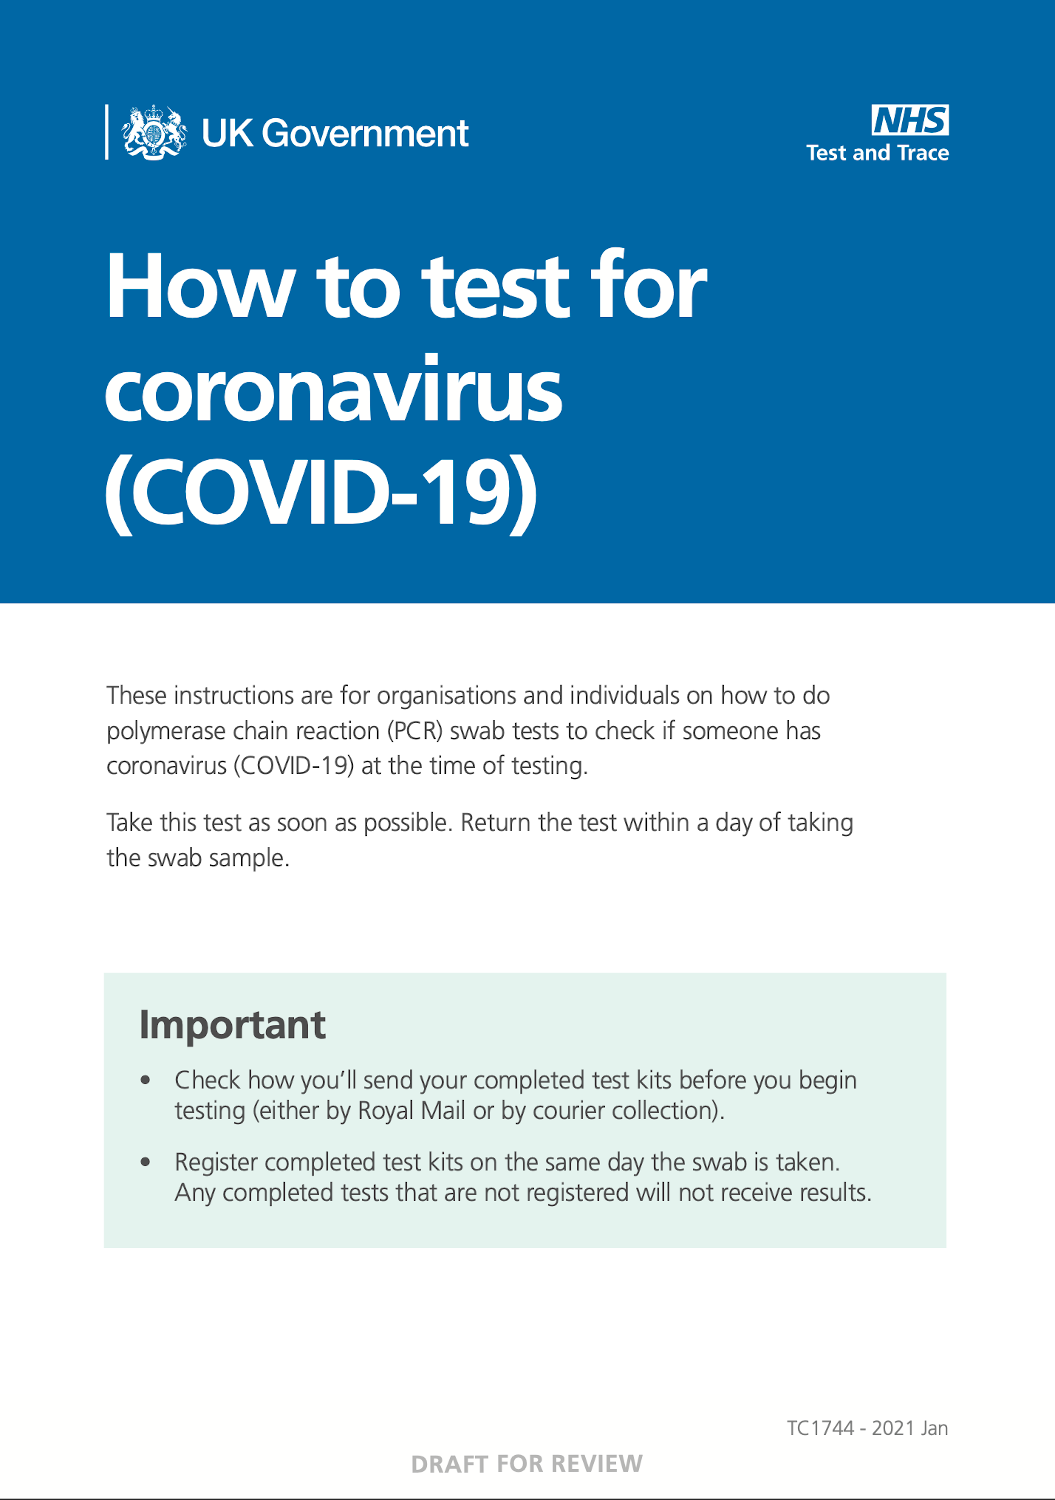 UK Government
NHS
Test and Trace
How to test for
coronavirus
(COVID-19)
These instructions are for organisations and individuals on how to do
polymerase chain reaction (PCR) swab tests to check if someone has
coronavirus (COVID-19) at the time of testing.
Take this test as soon as possible. Return the test within a day of taking
the swab sample.
Important
• Check how you’ll send your completed test kits before you begin
testing (either by Royal Mail or by courier collection).
• Register completed test kits on the same day the swab is taken.
Any completed tests that are not registered will not receive results.
TC1744 - 2021 Jan
DRAFT FOR REVIEW